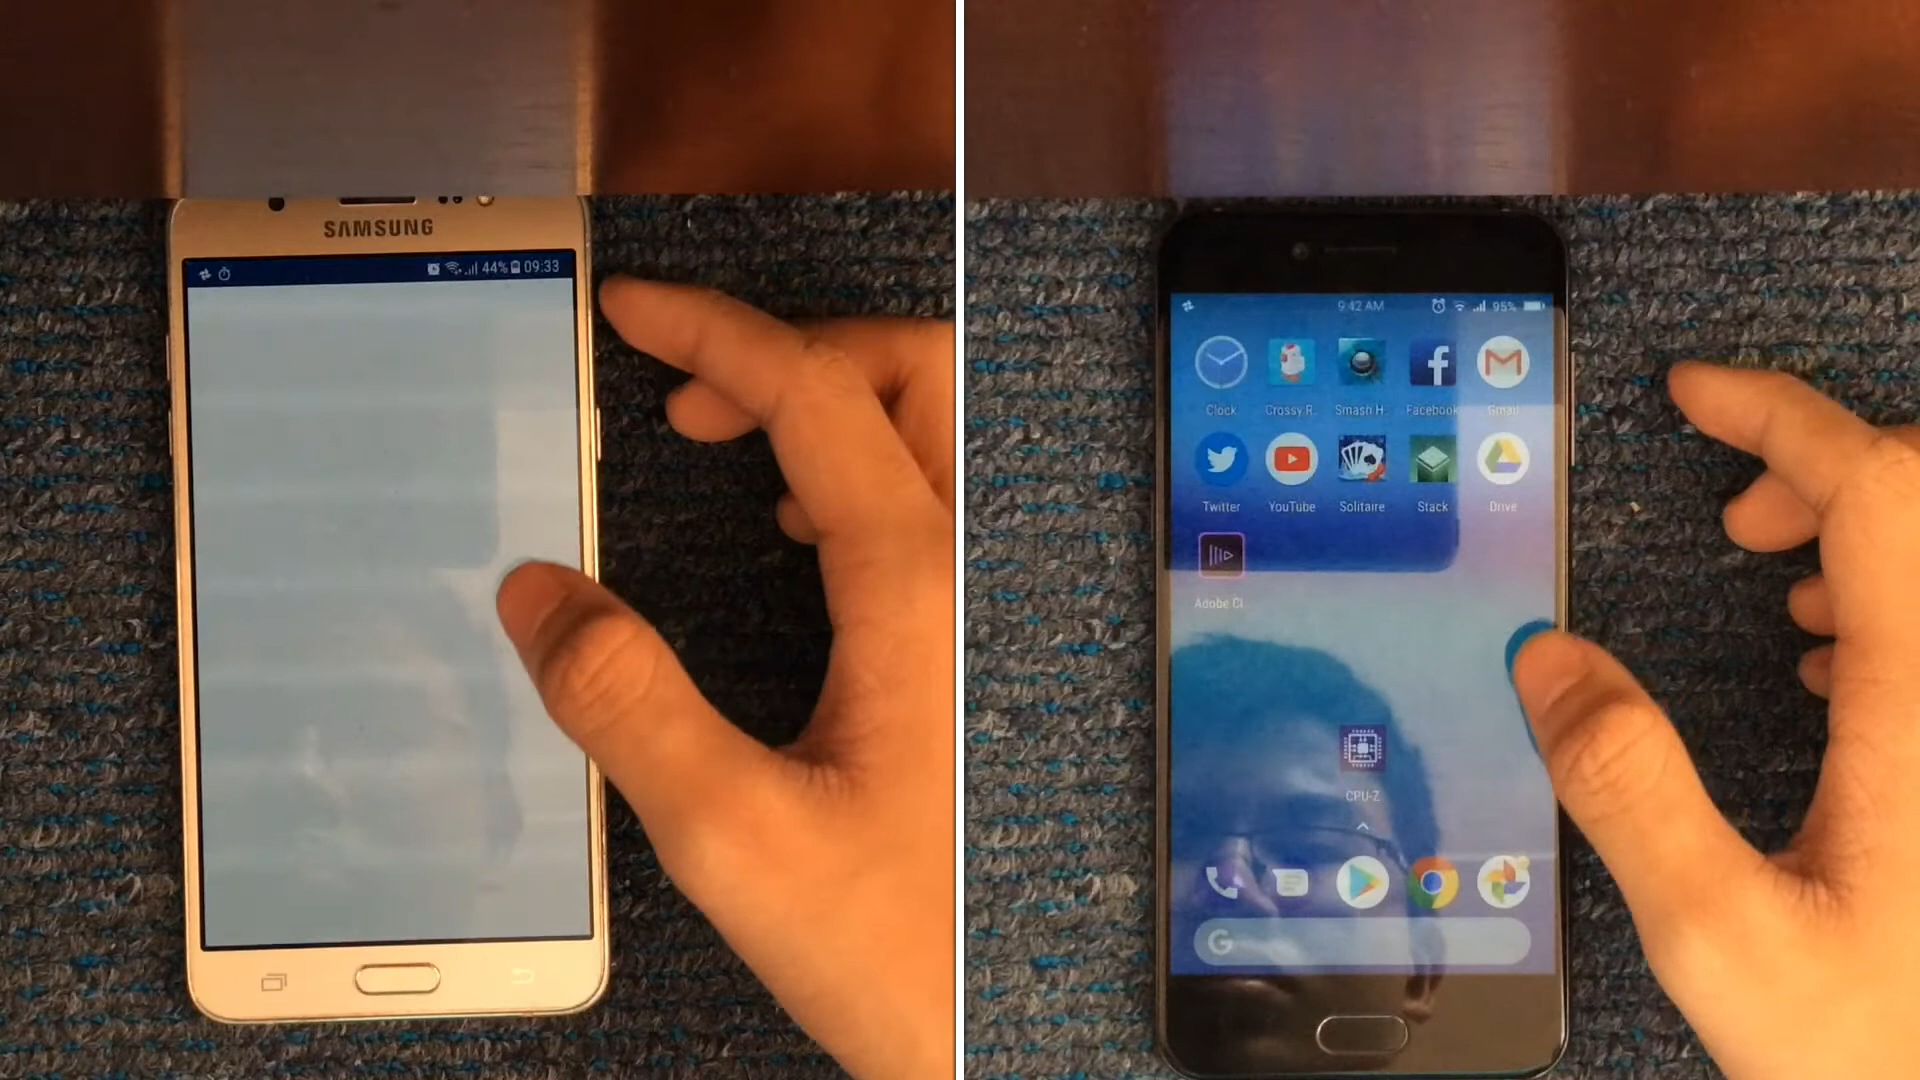 SAMSUNG
44% 09:33
9:42 AM 95%
Clock Crossy R. Smash H. Facebook Gmail
Twitter YouTube Solitaire Stack Drive
Adobe Cl.
CPU-Z
G